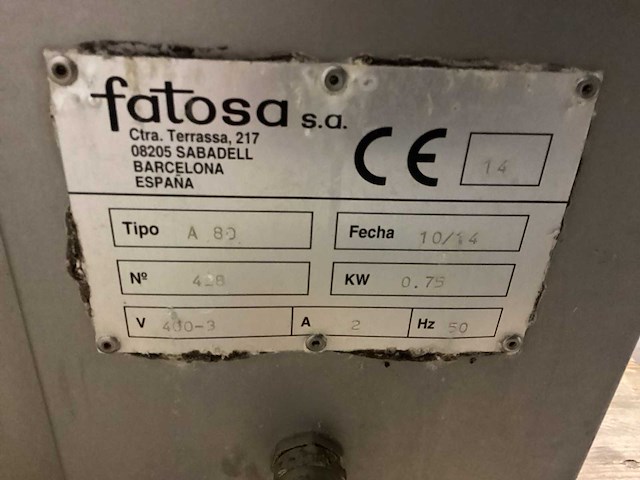 fatosa s.a.
Ctra. Terrassa, 217
08205 SABADELL
BARCELONA
ESPAÑA
CE 14
Tipo A 80 Fecha 10/14
Nº KW 0.75
V 400-3 A 2 Hz 50